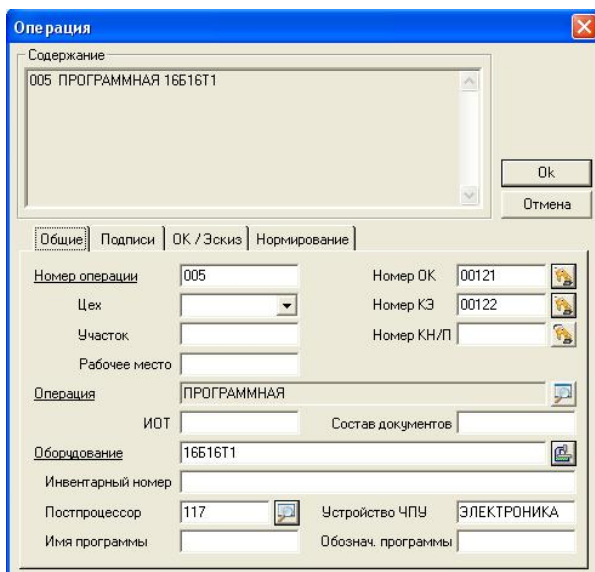 Операция
Содержание
005 ПРОГРАММНАЯ 16Б16Т1
Ok
Отмена
Общие Подписи ОК / Эскиз Нормирование
Номер операции 005 Номер ОК 00121
Цех Номер КЭ 00122
Участок Номер КН/П
Рабочее место
Операция ПРОГРАММНАЯ
ИОТ Состав документов
Оборудование 16Б16Т1
Инвентарный номер
Постпроцессор 117 Устройство ЧПУ ЭЛЕКТРОНИКА
Имя программы Обознач. программы